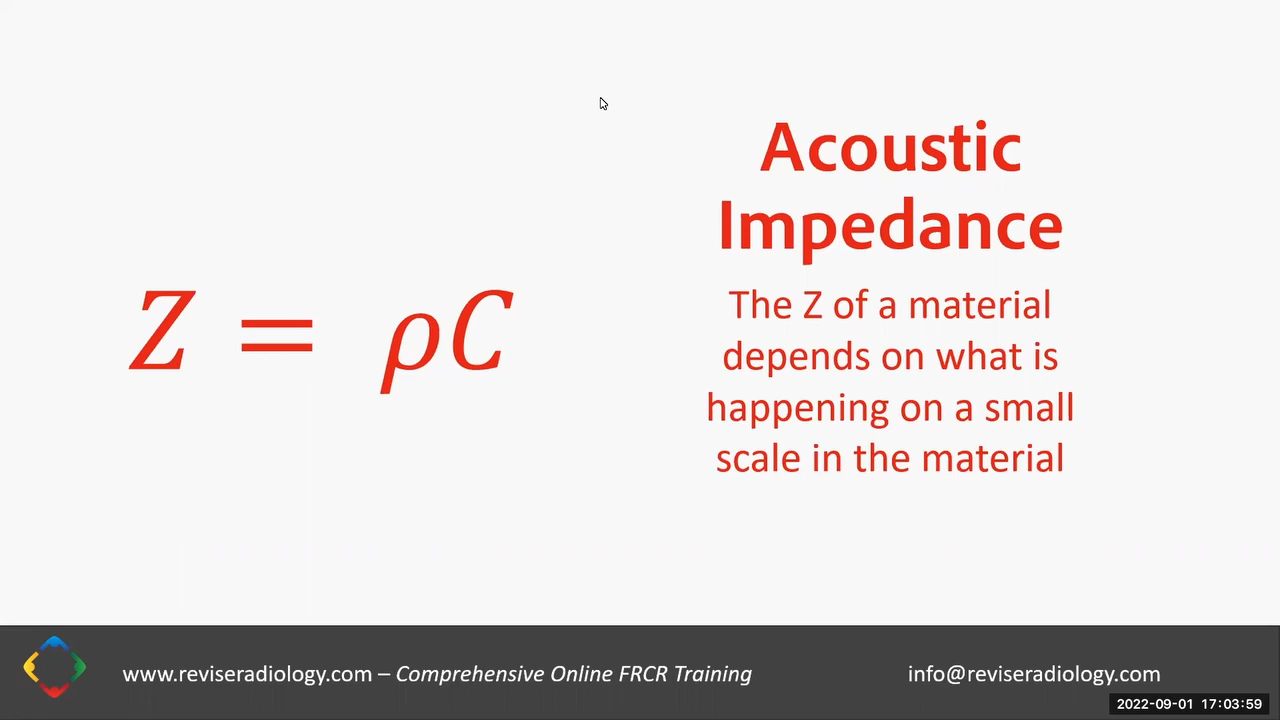 Z = ρC
Acoustic
Impedance
The Z of a material
depends on what is
happening on a small
scale in the material
www.reviseradiology.com – Comprehensive Online FRCR Training
info@reviseradiology.com
2022-09-01 17:03:59